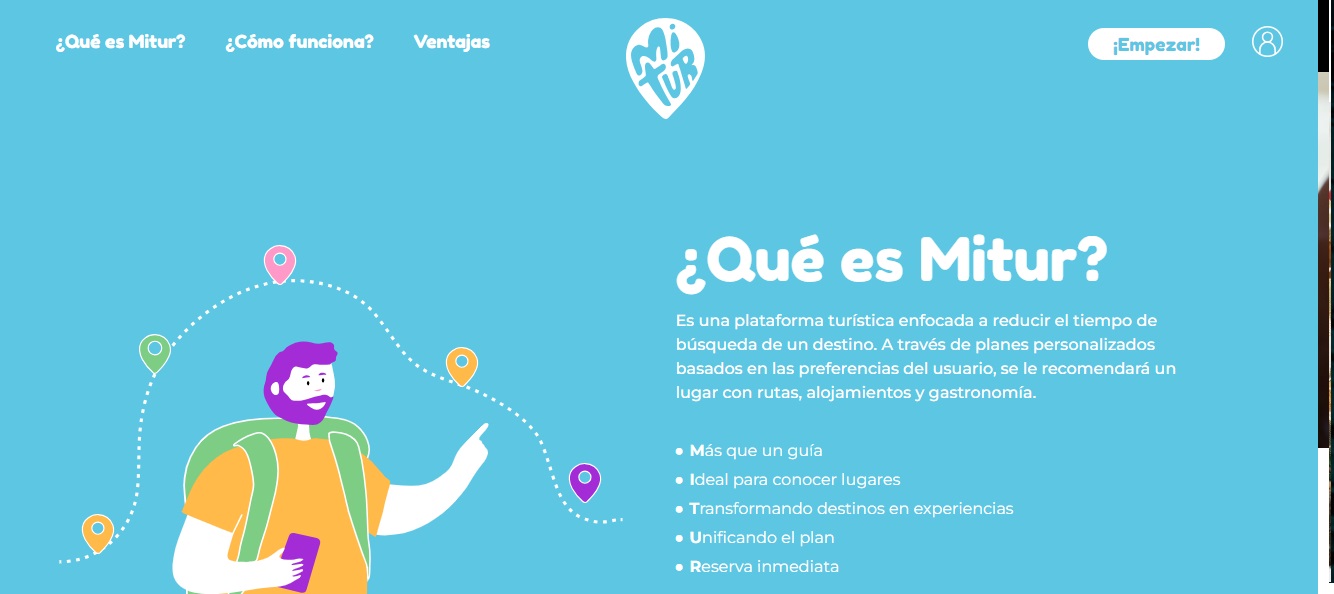 ¿Qué es Mitur?
¿Cómo funciona?
Ventajas
Mi
TUR
¡Empezar!
¿Qué es Mitur?
Es una plataforma turística enfocada a reducir el tiempo de
búsqueda de un destino. A través de planes personalizados
basados en las preferencias del usuario, se le recomendará un
lugar con rutas, alojamientos y gastronomía.
• Más que un guía
• Ideal para conocer lugares
• Transformando destinos en experiencias
• Unificando el plan
• Reserva inmediata